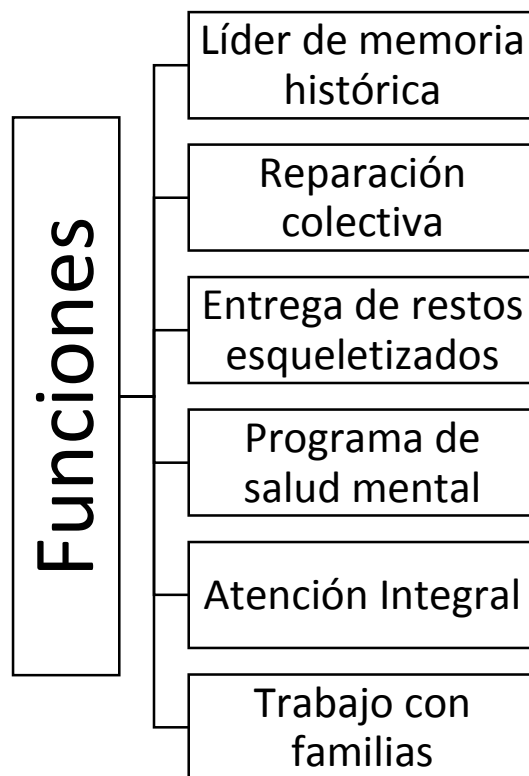 Funciones
Líder de memoria
histórica
Reparación
colectiva
Entrega de restos
esqueletizados
Programa de
salud mental
Atención Integral
Trabajo con
familias